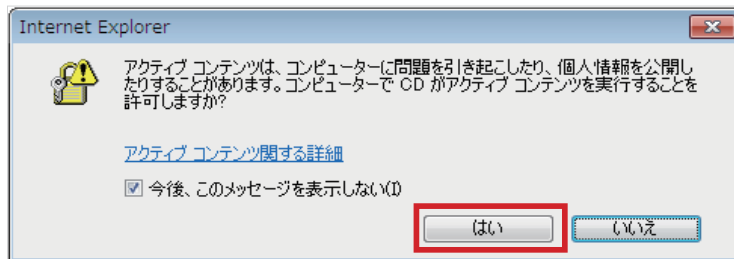 Internet Explorer
アクティブ コンテンツは、コンピューターに問題を引き起こしたり、個人情報を公開し
たりすることがあります。コンピューターで CD がアクティブ コンテンツを実行することを
許可しますか?
アクティブ コンテンツ関する詳細
今後、このメッセージを表示しない(I)
はい
いいえ